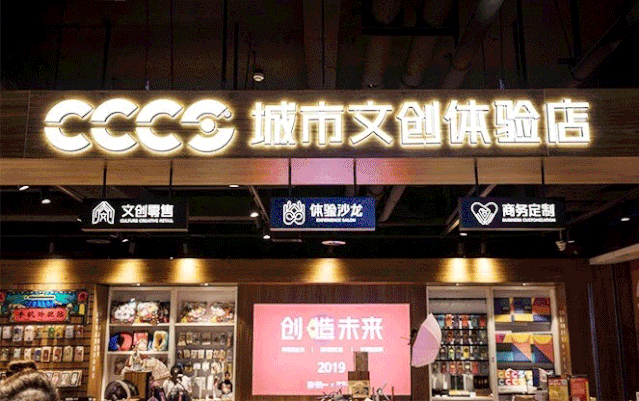 CCCS 城市文创体验店
文创零售
CULTURE CREATIVE RETAIL
体验沙龙
EXPERIENCE SALON
商务定制
BUSINESS CUSTOMIZATION
创造未来
2019